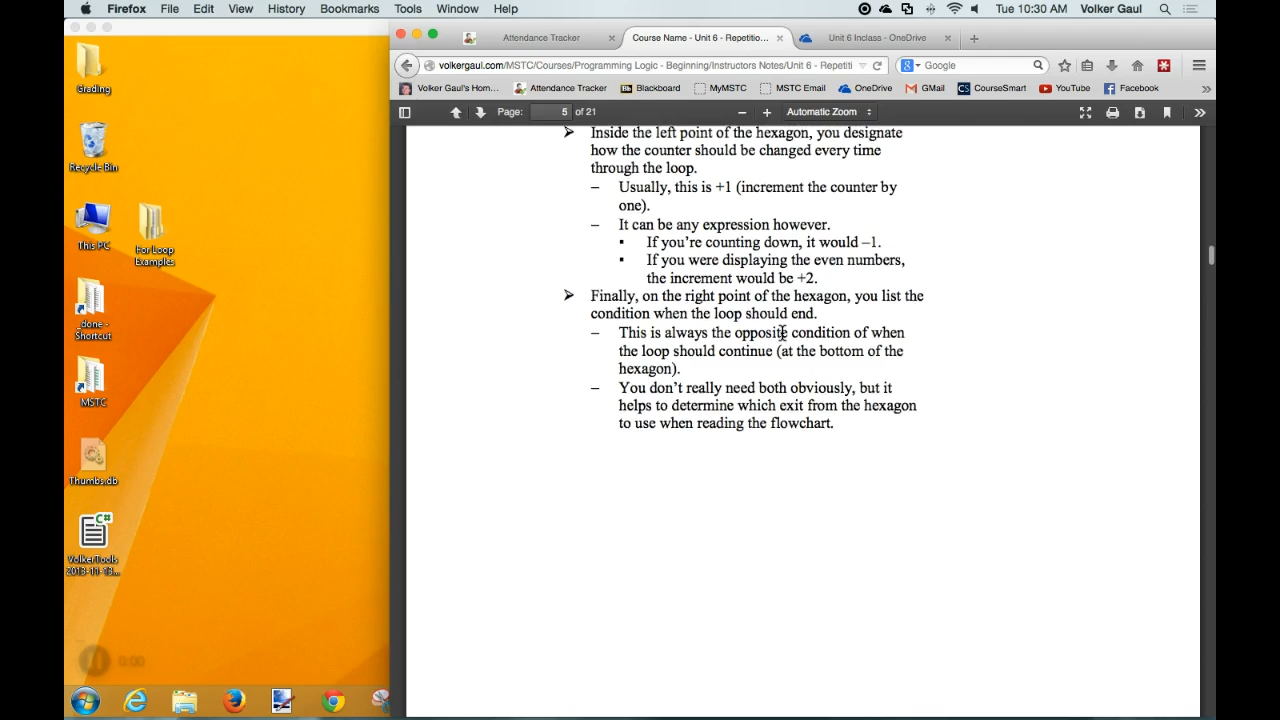 Firefox File Edit View History Bookmarks Tools Window Help Tue 10:30 AM Volker Gaul
Attendance Tracker × Course Name - Unit 6 - Repetitio... × Unit 6 Inclass - OneDrive × +
volkergaul.com/MSTC/Courses/Programming Logic - Beginning/Instructors Notes/Unit 6 - Repetiti Google
Volker Gaul's Hom... Attendance Tracker Blackboard MyMSTC MSTC Email OneDrive GMail CourseSmart YouTube Facebook »
Page: 5 of 21 Automatic Zoom
Inside the left point of the hexagon, you designate
how the counter should be changed every time
through the loop.
– Usually, this is +1 (increment the counter by
one).
– It can be any expression however.
▪ If you're counting down, it would –1.
▪ If you were displaying the even numbers,
the increment would be +2.
Finally, on the right point of the hexagon, you list the
condition when the loop should end.
– This is always the opposite condition of when
the loop should continue (at the bottom of the
hexagon).
– You don't really need both obviously, but it
helps to determine which exit from the hexagon
to use when reading the flowchart.
Grading
Recycle Bin
This PC
For Loop
Examples
_done -
Shortcut
MSTC
Thumbs.db
C#
VolkerTools
2013-11-13...
0:00